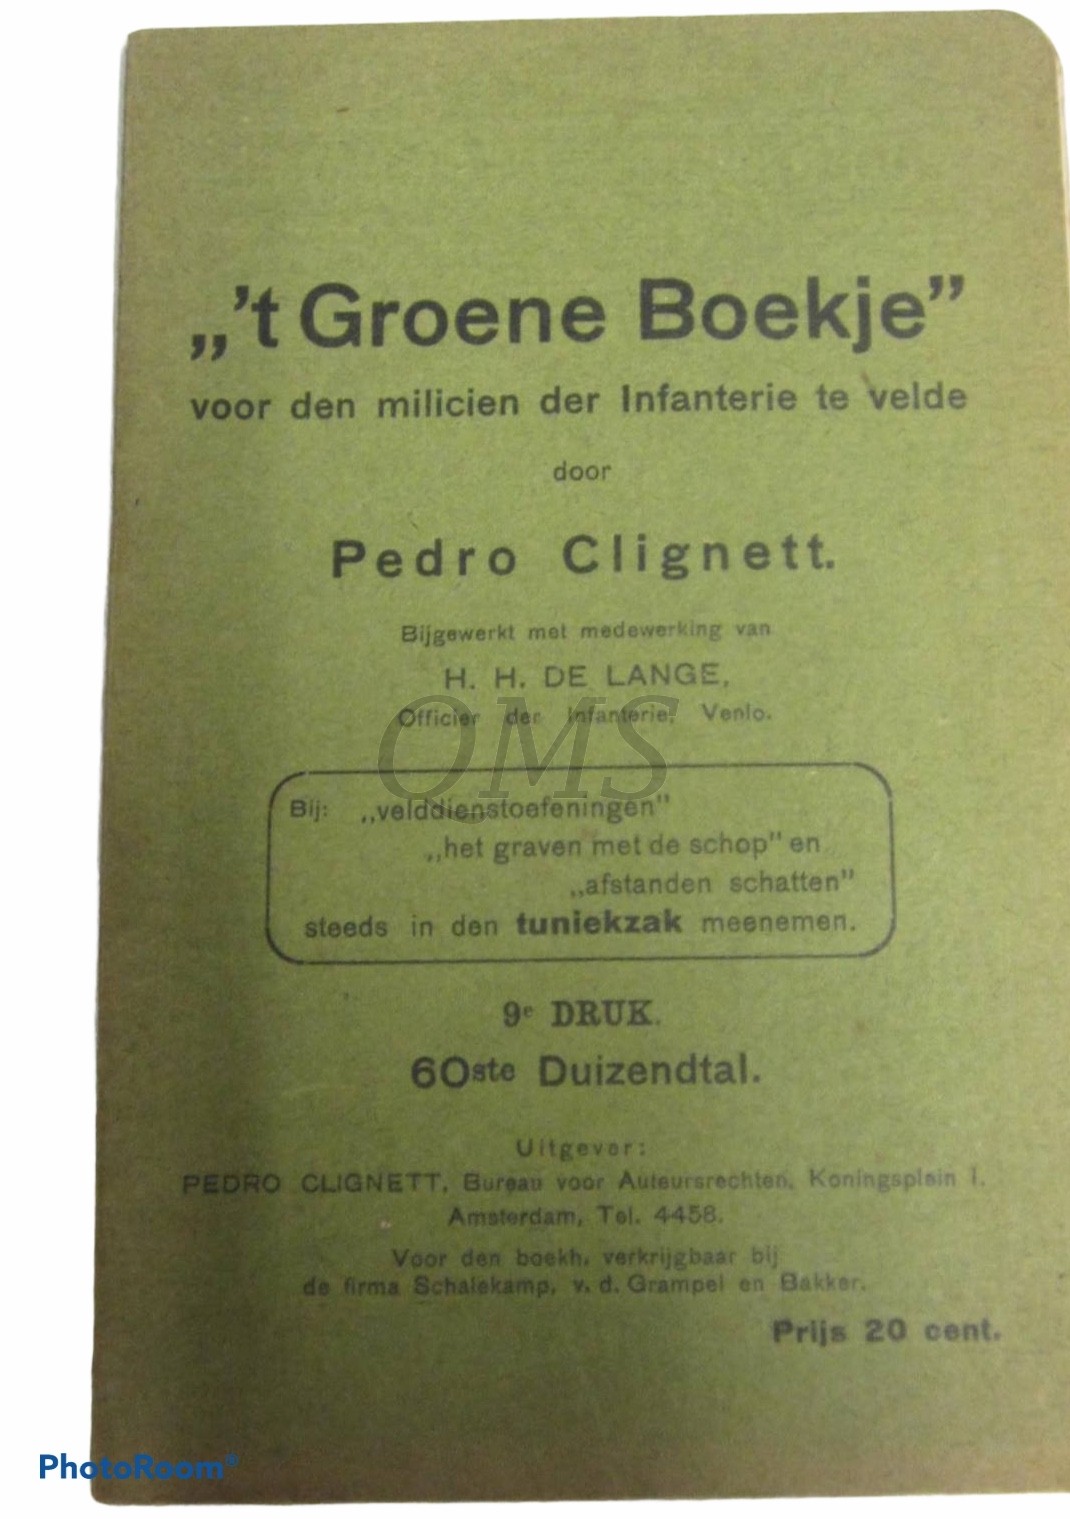 „'t Groene Boekje”
voor den milicien der Infanterie te velde
door
Pedro Clignett.
Bijgewerkt met medewerking van
H. H. DE LANGE,
Officier der Infanterie, Venlo.
QMS
Bij: „velddienstoefeningen”
„het graven met de schop” en
„afstanden schatten”
steeds in den tuniekzak meenemen.
9e DRUK.
60ste Duizendtal.
Uitgever:
PEDRO CLIGNETT, Bureau voor Auteursrechten, Koningsplein 1.
Amsterdam, Tel. 4458.
Voor den boekh. verkrijgbaar bij
de firma Schalekamp, v. d. Grampel en Bakker.
Prijs 20 cent.
PhotoRoom®